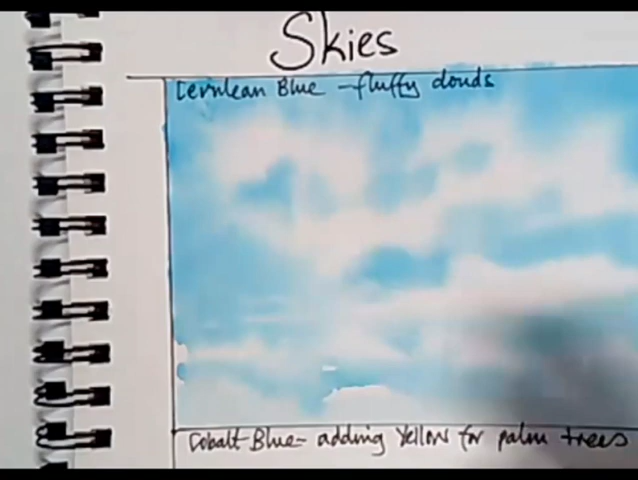 Skies
Cerulean Blue - fluffy clouds
Cobalt Blue - adding Yellow for palm trees